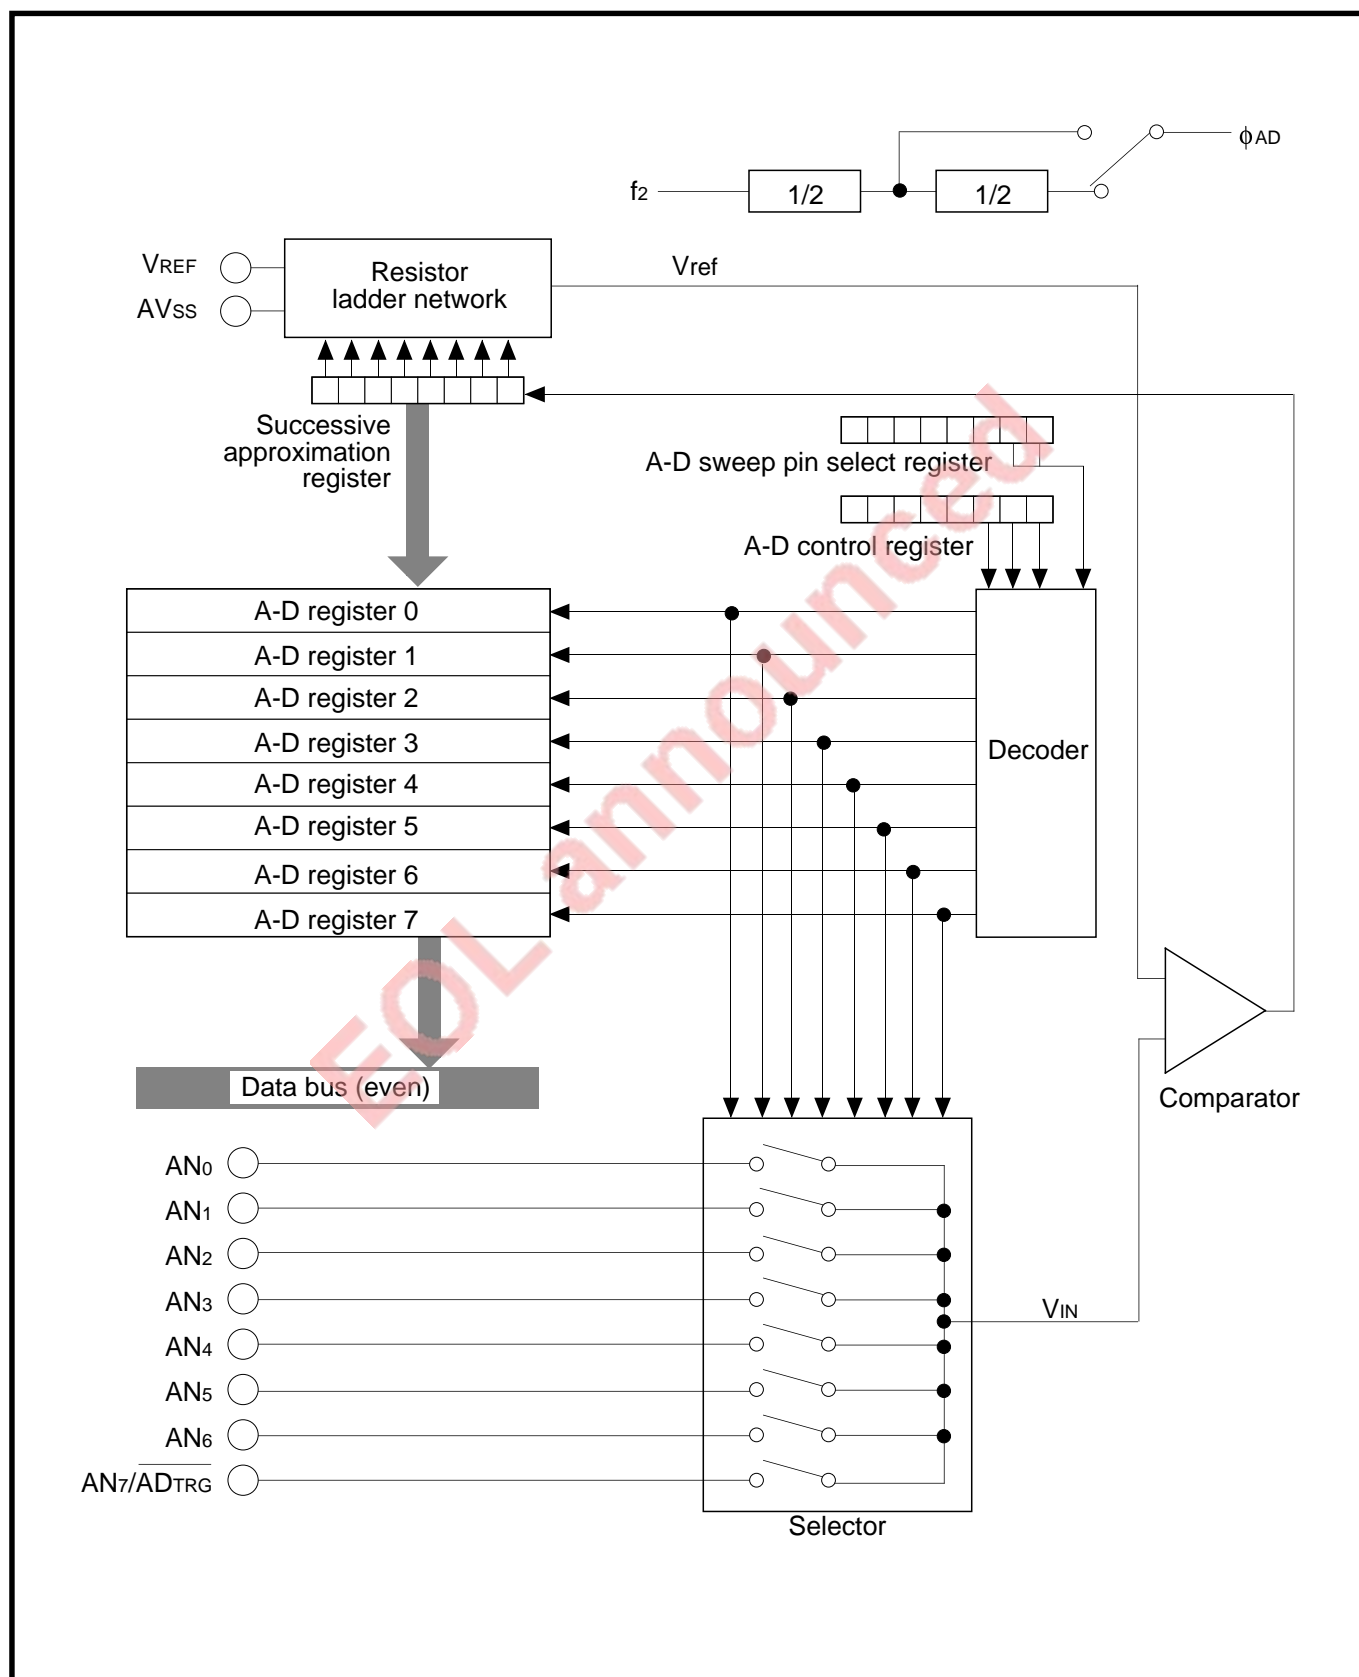 ϕAD
f2
1/2
1/2
VREF
AVSS
Resistor
ladder network
Vref
Successive
approximation
register
A-D sweep pin select register
A-D control register
A-D register 0
A-D register 1
A-D register 2
A-D register 3
A-D register 4
A-D register 5
A-D register 6
A-D register 7
Decoder
Comparator
Data bus (even)
AN0
AN1
AN2
AN3
AN4
AN5
AN6
AN7/ADTRG
VIN
Selector
EOL announced